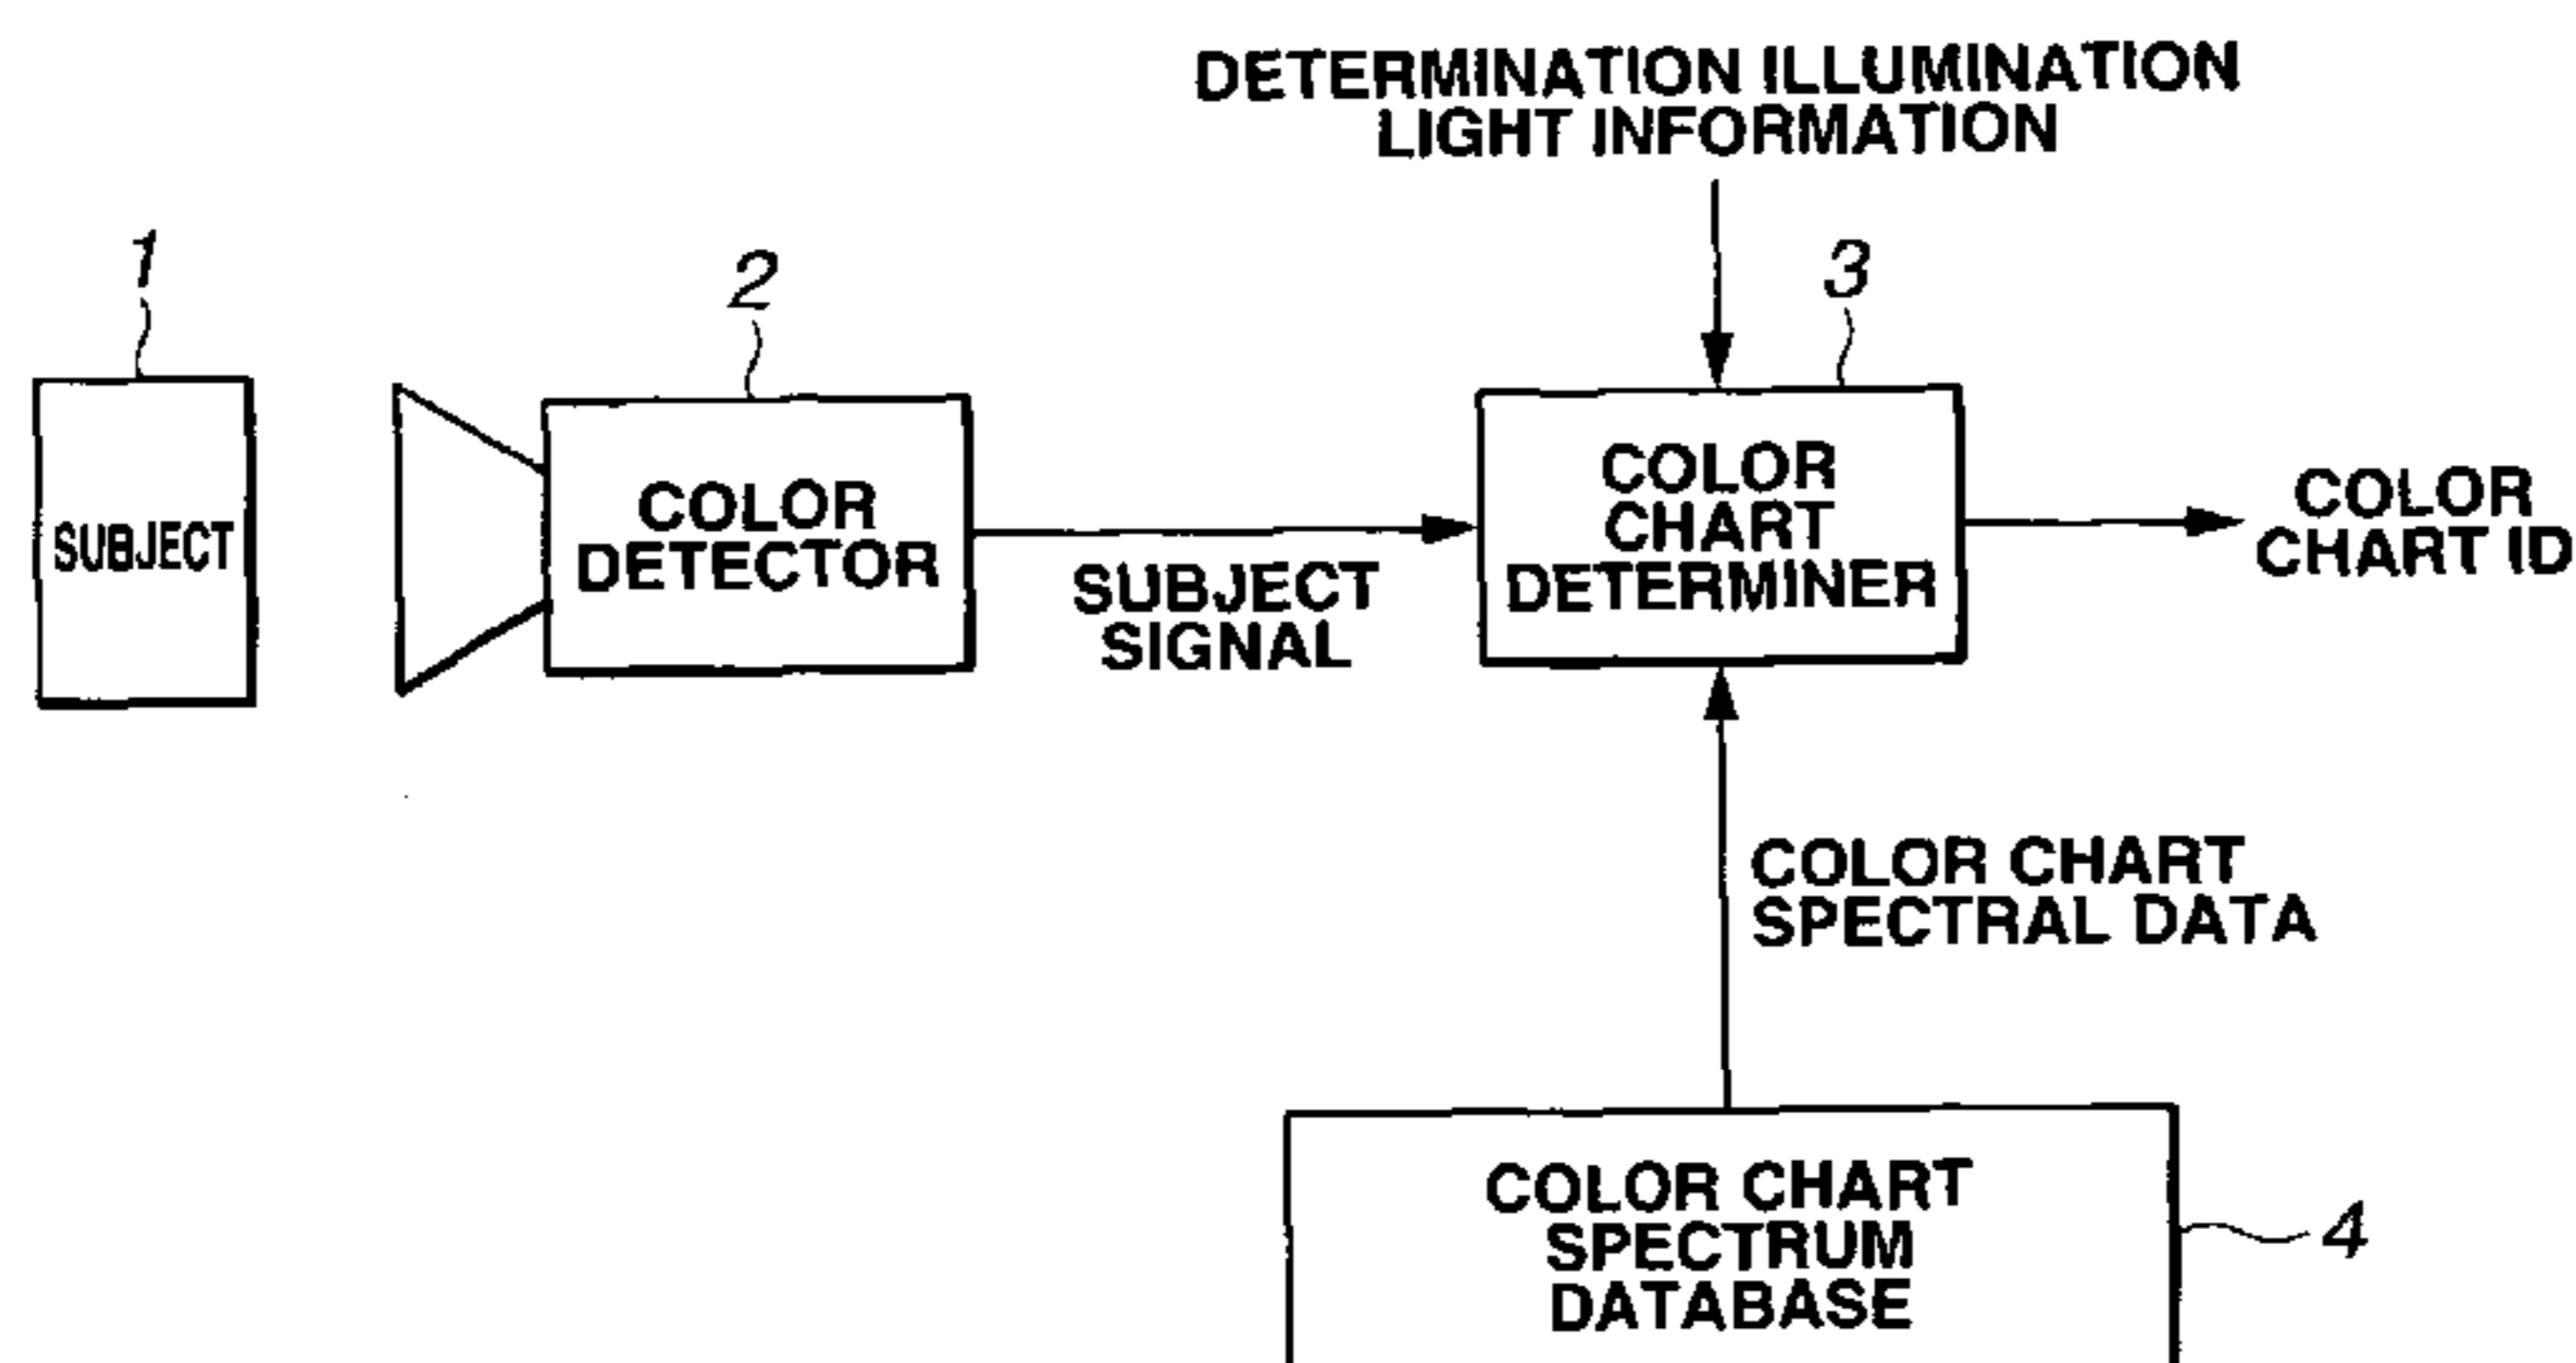 DETERMINATION ILLUMINATION
LIGHT INFORMATION
1
2
3
SUBJECT
COLOR
DETECTOR
SUBJECT
SIGNAL
COLOR
CHART
DETERMINER
COLOR
CHART ID
COLOR CHART
SPECTRAL DATA
COLOR CHART
SPECTRUM
DATABASE
4